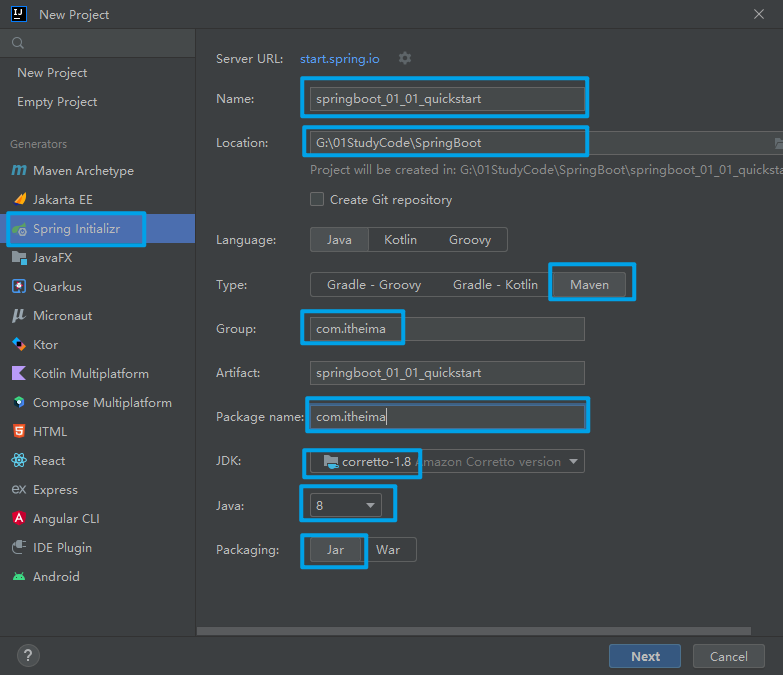 New Project
Server URL: start.spring.io
New Project
Empty Project
Name: springboot_01_01_quickstart
Location: G:\01StudyCode\SpringBoot
Project will be created in: G:\01StudyCode\SpringBoot\springboot_01_01_quicksta
Generators
Maven Archetype
Jakarta EE
Spring Initializr
JavaFX
Quarkus
Micronaut
Ktor
Kotlin Multiplatform
Compose Multiplatform
HTML
React
Express
Angular CLI
IDE Plugin
Android
Create Git repository
Language: Java Kotlin Groovy
Type: Gradle - Groovy Gradle - Kotlin Maven
Group: com.itheima
Artifact: springboot_01_01_quickstart
Package name: com.itheima
JDK: corretto-1.8 Amazon Corretto version
Java: 8
Packaging: Jar War
? Next Cancel